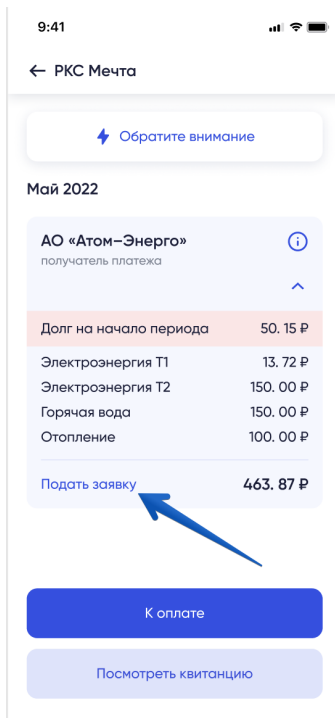 9:41
← РКС Мечта
Обратите внимание
Май 2022
АО «Атом–Энерго»
получатель платежа
Долг на начало периода 50. 15 ₽
Электроэнергия Т1 13. 72 ₽
Электроэнергия Т2 150. 00 ₽
Горячая вода 150. 00 ₽
Отопление 100. 00 ₽
Подать заявку 463. 87 ₽
К оплате
Посмотреть квитанцию